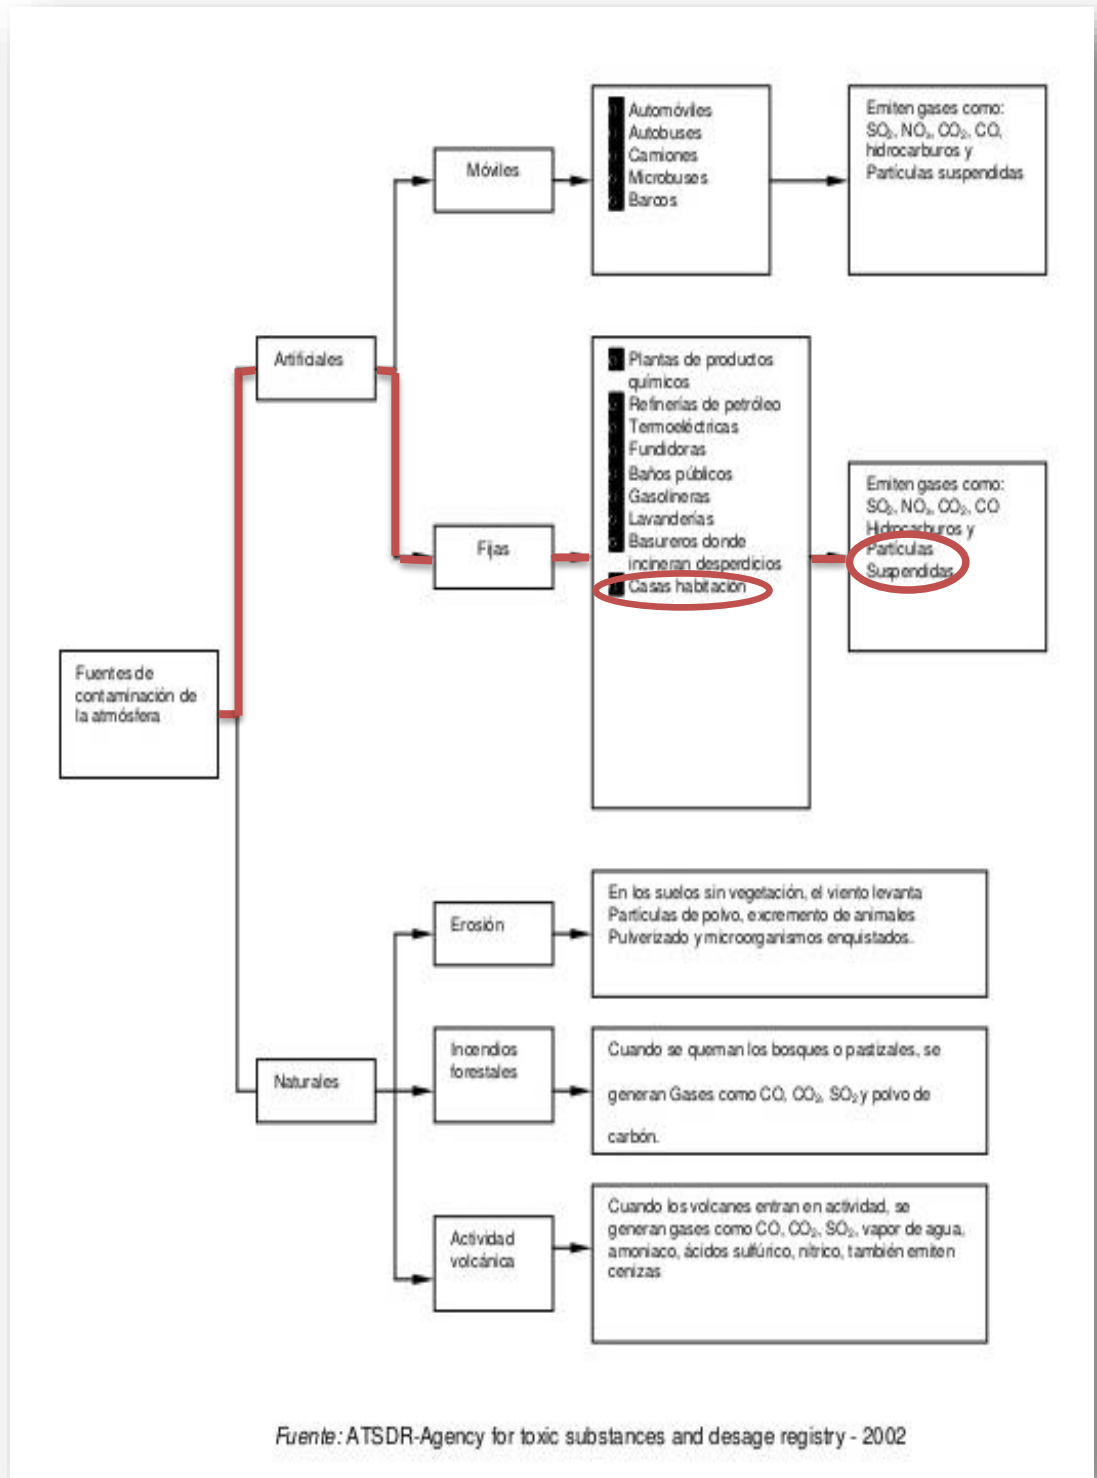 Automóviles
Autobuses
Camiones
Microbuses
Barcos
Emiten gases como:
SO₂, NOₓ, CO₂, CO,
hidrocarburos y
Partículas suspendidas
Móviles
Artificiales
Plantas de productos
químicos
Refinerías de petróleo
Termoeléctricas
Fundidoras
Baños públicos
Gasolineras
Lavanderías
Basureros donde
incineran desperdicios
Casas habitación
Emiten gases como:
SO₂, NOₓ, CO₂, CO
Hidrocarburos y
Partículas
Suspendidas
Fijas
Fuentes de
contaminación de
la atmósfera
Erosión
En los suelos sin vegetación, el viento levanta
Partículas de polvo, excremento de animales
Pulverizado y microorganismos enquistados.
Incendios
forestales
Cuando se queman los bosques o pastizales, se
generan Gases como CO, CO₂, SO₂ y polvo de
carbón.
Naturales
Actividad
volcánica
Cuando los volcanes entran en actividad, se
generan gases como CO, CO₂, SO₂, vapor de agua,
amoniaco, ácidos sulfúrico, nítrico, también emiten
cenizas
Fuente: ATSDR-Agency for toxic substances and desage registry - 2002